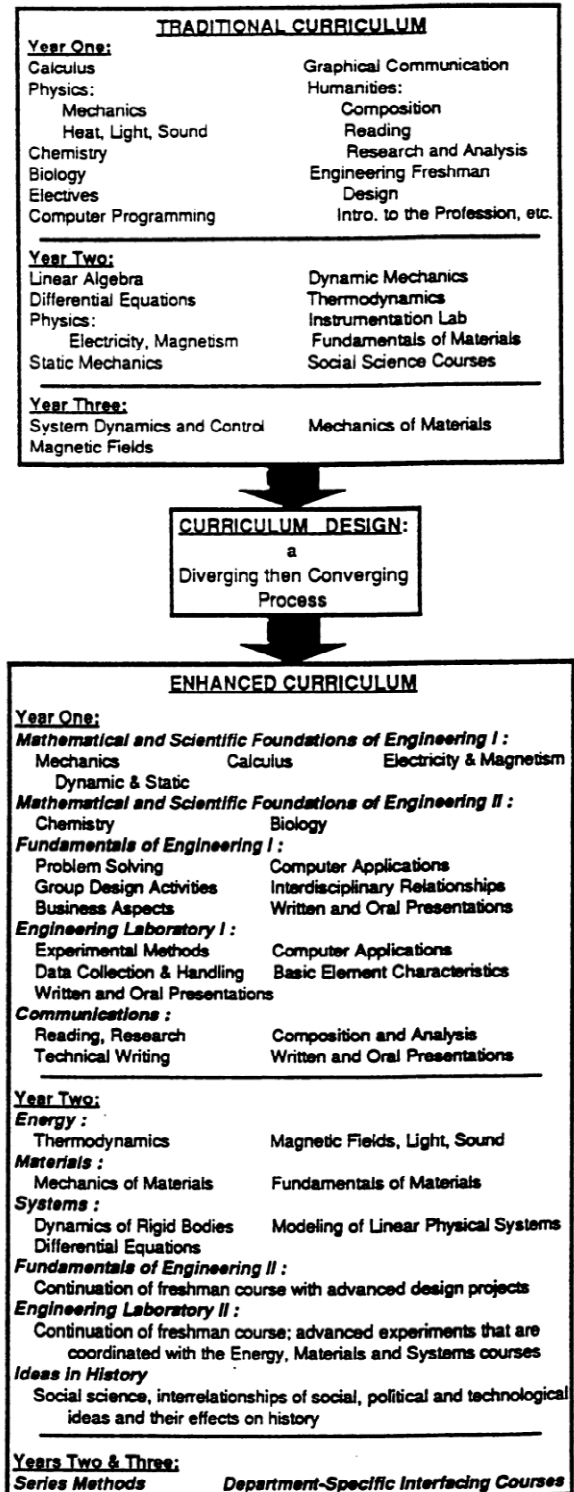 TRADITIONAL CURRICULUM
Year One:
Calculus Graphical Communication
Physics: Humanities:
Mechanics Composition
Heat, Light, Sound Reading
Chemistry Research and Analysis
Biology Engineering Freshman
Electives Design
Computer Programming Intro. to the Profession, etc.
Year Two:
Linear Algebra Dynamic Mechanics
Differential Equations Thermodynamics
Physics: Instrumentation Lab
Electricity, Magnetism Fundamentals of Materials
Static Mechanics Social Science Courses
Year Three:
System Dynamics and Control Mechanics of Materials
Magnetic Fields
CURRICULUM DESIGN:
a
Diverging then Converging
Process
ENHANCED CURRICULUM
Year One:
Mathematical and Scientific Foundations of Engineering I :
Mechanics Calculus Electricity & Magnetism
Dynamic & Static
Mathematical and Scientific Foundations of Engineering II :
Chemistry Biology
Fundamentals of Engineering I :
Problem Solving Computer Applications
Group Design Activities Interdisciplinary Relationships
Business Aspects Written and Oral Presentations
Engineering Laboratory I :
Experimental Methods Computer Applications
Data Collection & Handling Basic Element Characteristics
Written and Oral Presentations
Communications :
Reading, Research Composition and Analysis
Technical Writing Written and Oral Presentations
Year Two:
Energy :
Thermodynamics Magnetic Fields, Light, Sound
Materials :
Mechanics of Materials Fundamentals of Materials
Systems :
Dynamics of Rigid Bodies Modeling of Linear Physical Systems
Differential Equations
Fundamentals of Engineering II :
Continuation of freshman course with advanced design projects
Engineering Laboratory II :
Continuation of freshman course; advanced experiments that are
coordinated with the Energy, Materials and Systems courses
Ideas in History
Social science, interrelationships of social, political and technological
ideas and their effects on history
Years Two & Three:
Series Methods Department-Specific Interfacing Courses